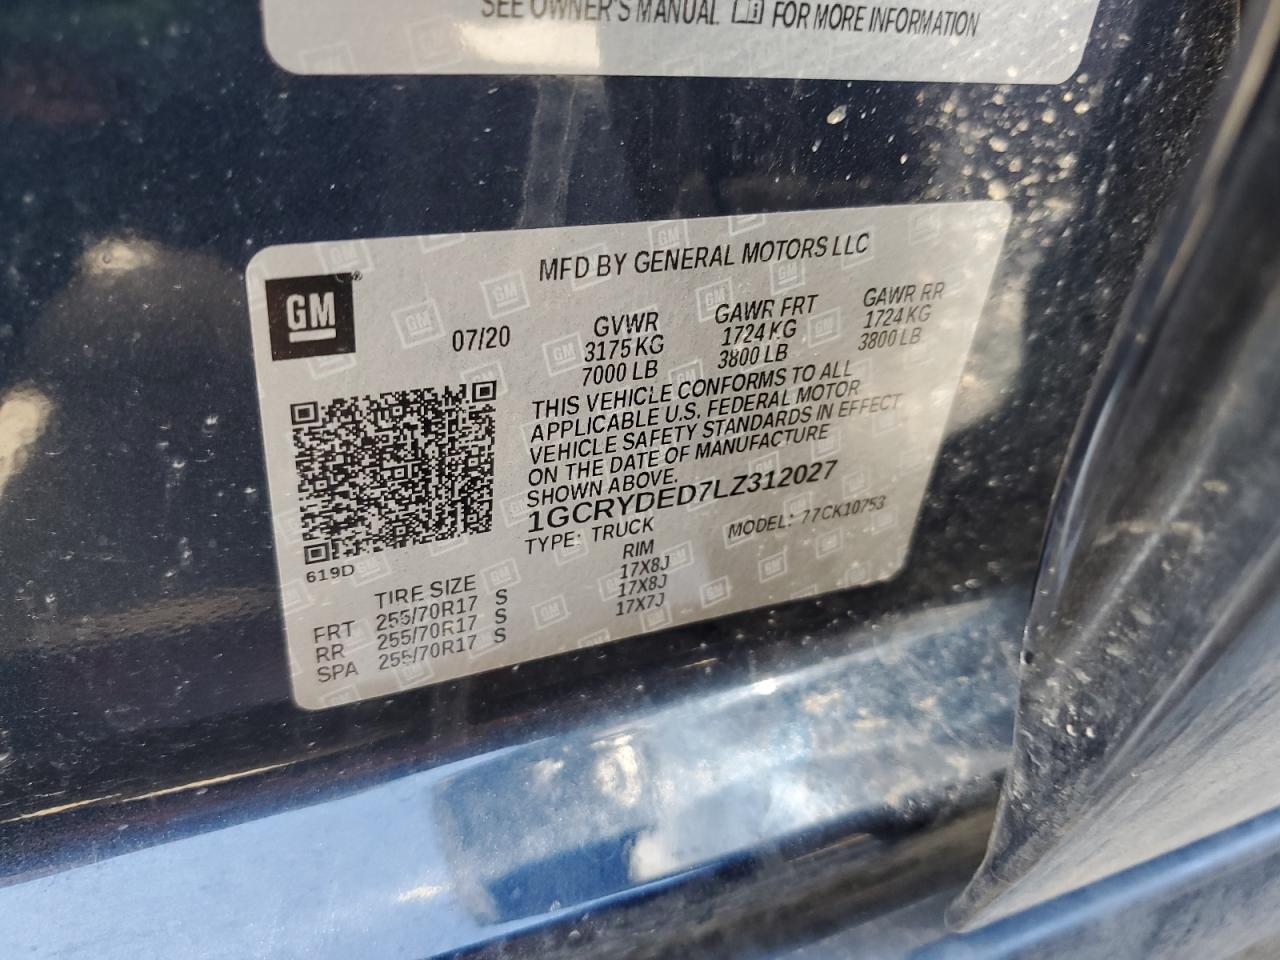 SEE OWNER'S MANUAL FOR MORE INFORMATION
MFD BY GENERAL MOTORS LLC
GM
07/20
GVWR GAWR FRT GAWR RR
3175 KG 1724 KG 1724 KG
7000 LB 3800 LB 3800 LB
THIS VEHICLE CONFORMS TO ALL
APPLICABLE U.S. FEDERAL MOTOR
VEHICLE SAFETY STANDARDS IN EFFECT
ON THE DATE OF MANUFACTURE
SHOWN ABOVE.
1GCRYDED7LZ312027
TYPE: TRUCK MODEL: 77CK10753
619D
TIRE SIZE RIM
FRT 255/70R17 S 17X8J
RR 255/70R17 S 17X8J
SPA 255/70R17 S 17X7J